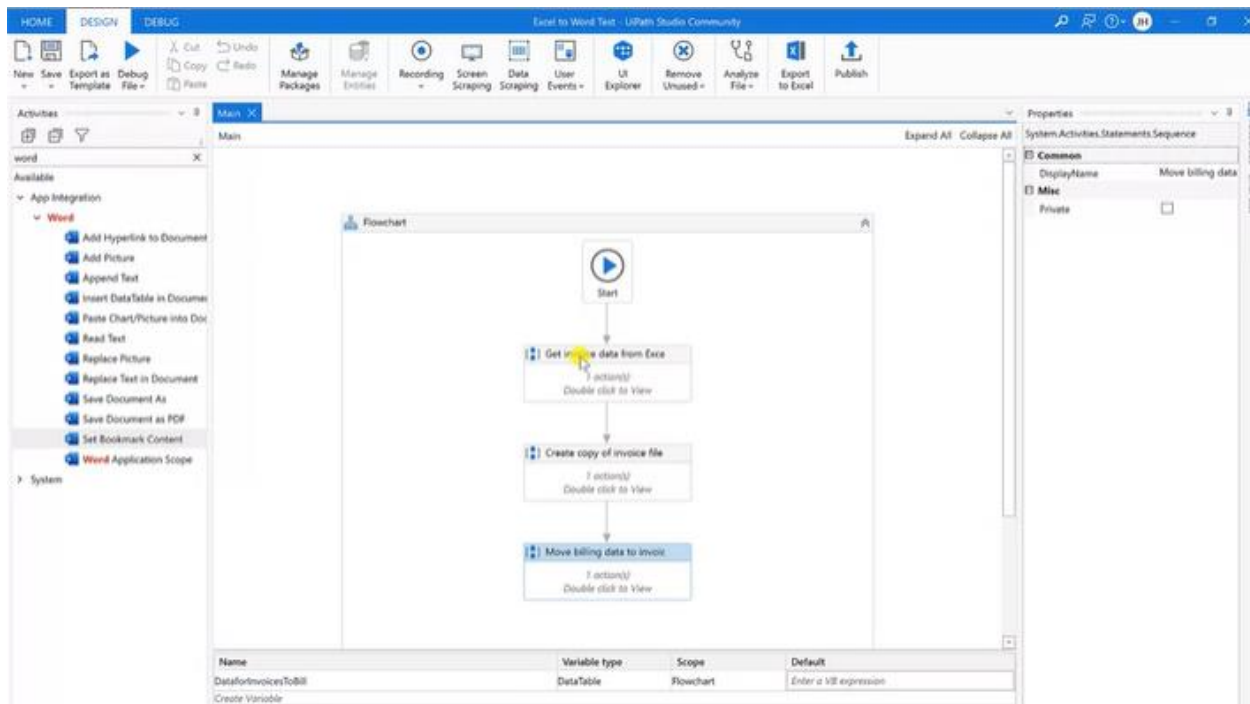 HOME DESIGN DEBUG Excel to Word Test - UiPath Studio Community JH
New Save Export as Template Debug File Cut Copy Paste Undo Redo Manage Packages Manage Entities Recording Screen Scraping Data Scraping User Events UI Explorer Remove Unused Analyze File Export to Excel Publish
Activities
Main
Properties
Main
Expand All Collapse All
System.Activities.Statements.Sequence
word
Common
Available
DisplayName Move billing data
App Integration
Misc
Word
Private
Add Hyperlink to Document
Add Picture
Append Text
Insert DataTable in Documen
Paste Chart/Picture into Doc
Read Text
Replace Picture
Replace Text in Document
Save Document As
Save Document as PDF
Set Bookmark Content
Word Application Scope
System
Flowchart
Start
Get invoice data from Exce
1 action(s)
Double click to View
Create copy of invoice file
1 action(s)
Double click to View
Move billing data to invoic
1 action(s)
Double click to View
Name Variable type Scope Default
DataforInvoicesToBill DataTable Flowchart Enter a VB expression
Create Variable